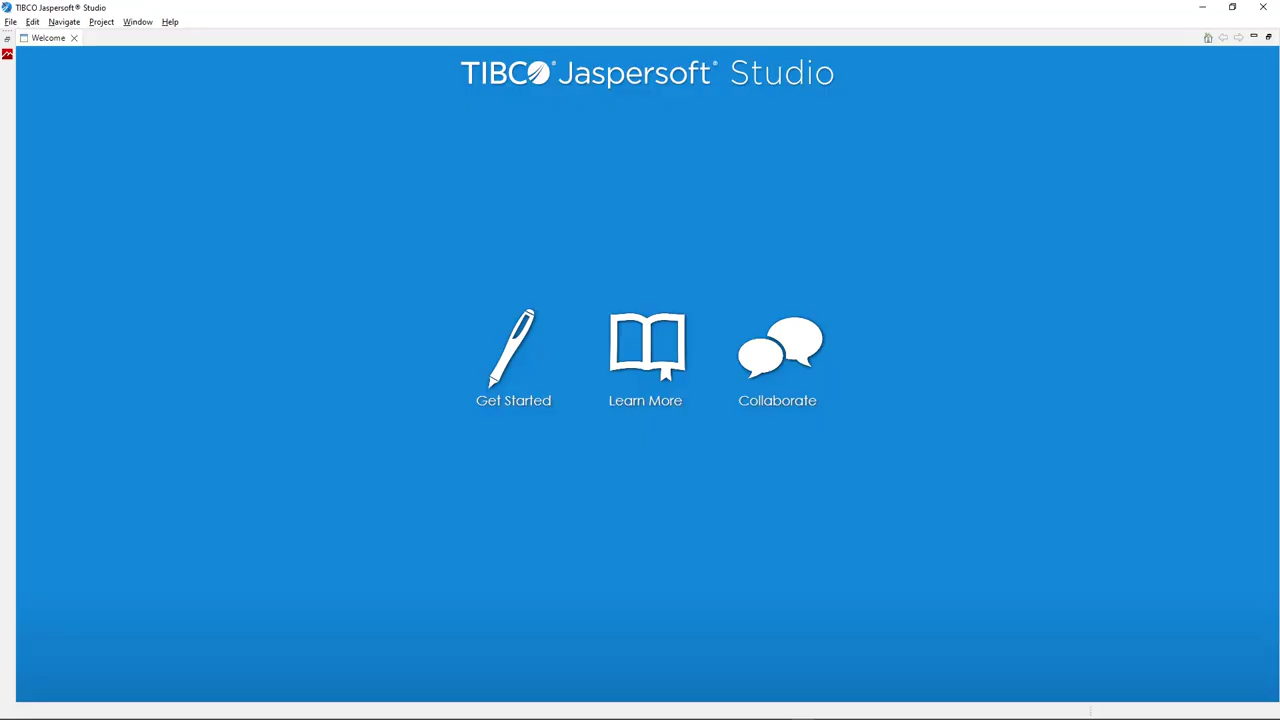 TIBCO Jaspersoft® Studio
File Edit Navigate Project Window Help
Welcome
TIBCO® Jaspersoft® Studio
Get Started Learn More Collaborate